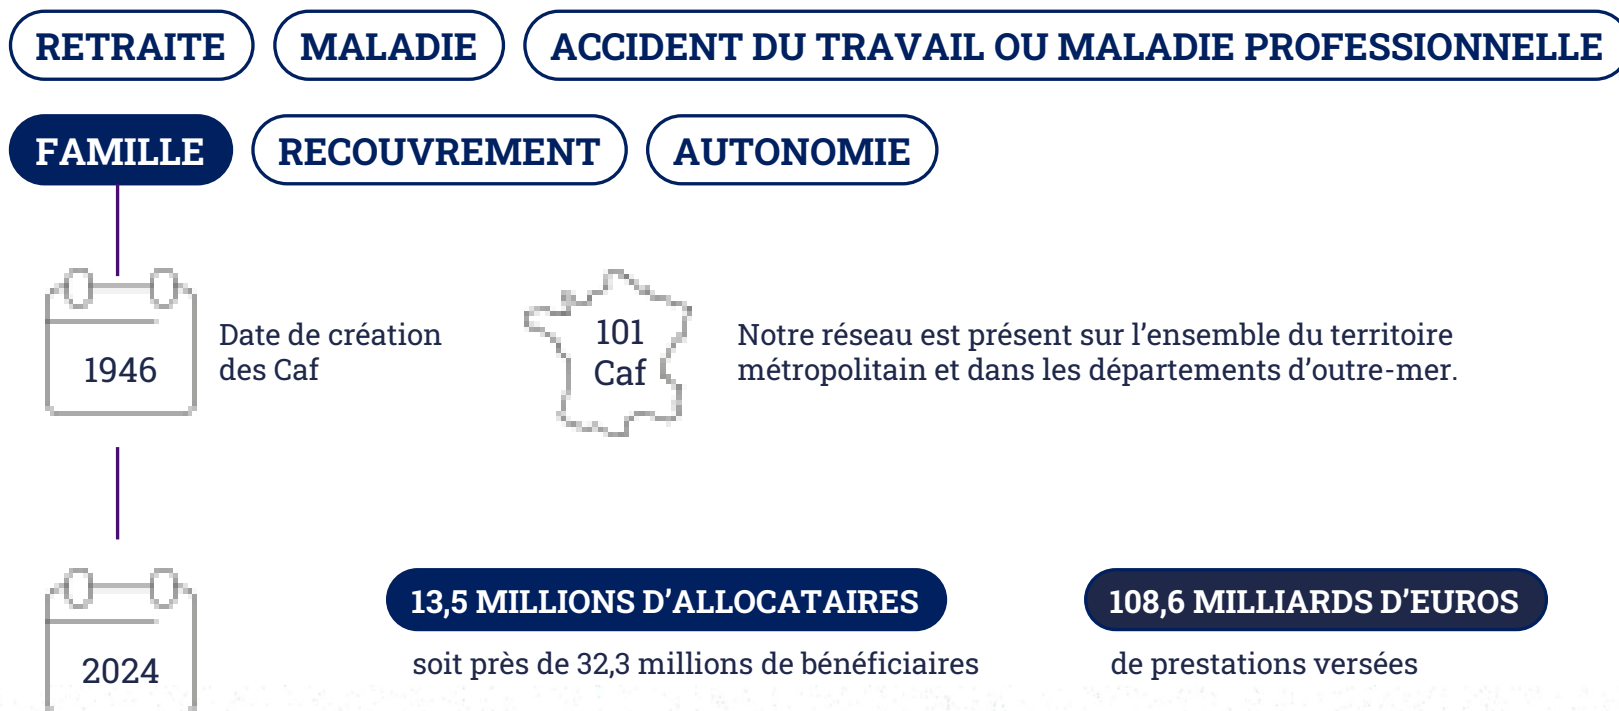 RETRAITE
MALADIE
ACCIDENT DU TRAVAIL OU MALADIE PROFESSIONNELLE
FAMILLE
RECOUVREMENT
AUTONOMIE
1946
Date de création
des Caf
101
Caf
Notre réseau est présent sur l’ensemble du territoire
métropolitain et dans les départements d’outre-mer.
2024
13,5 MILLIONS D’ALLOCATAIRES
soit près de 32,3 millions de bénéficiaires
108,6 MILLIARDS D’EUROS
de prestations versées